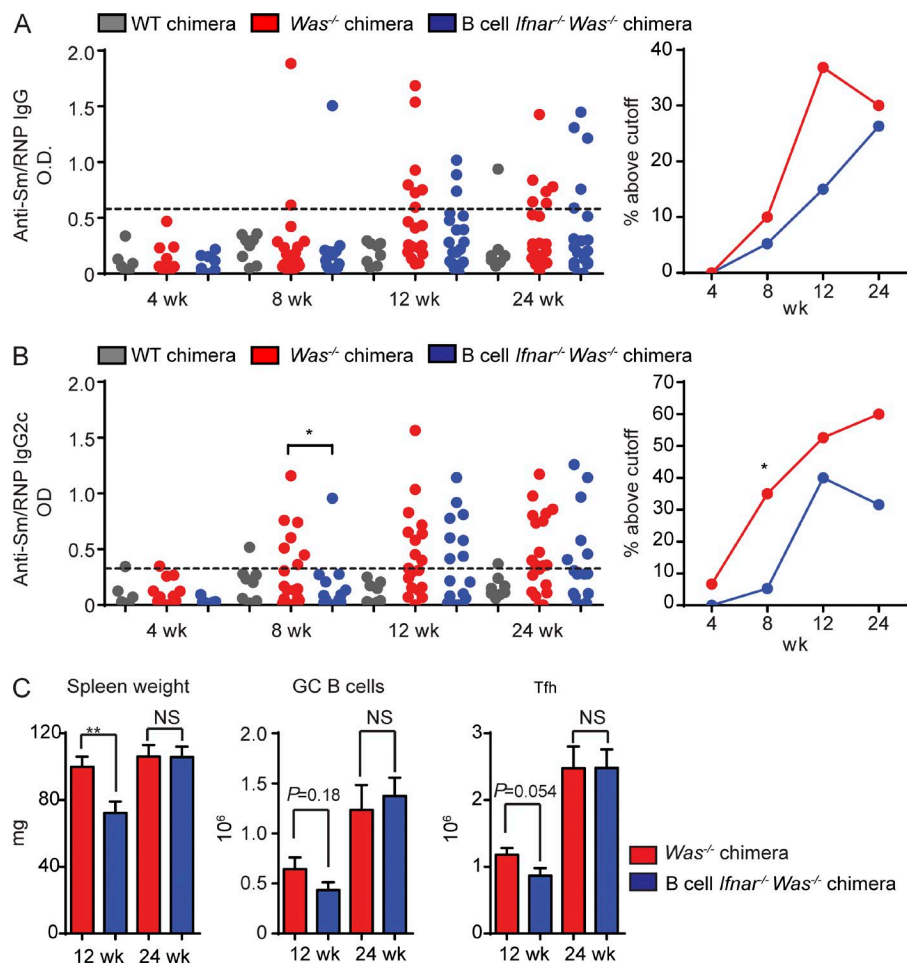 A
WT chimera Was-/- chimera B cell Ifnar-/- Was-/- chimera
Anti-Sm/RNP IgG
O.D.
2.0
1.5
1.0
0.5
0
4 wk 8 wk 12 wk 24 wk
% above cutoff
40
30
20
10
0
4 8 12 24
wk
B
WT chimera Was-/- chimera B cell Ifnar-/- Was-/- chimera
Anti-Sm/RNP IgG2c
OD
2.0
1.5
1.0
0.5
0
*
4 wk 8 wk 12 wk 24 wk
% above cutoff
70
60
50
40
30
20
10
0
*
4 8 12 24
wk
C
Spleen weight
mg
120
80
40
0
** NS
12 wk 24 wk
GC B cells
10⁶
2.0
1.5
1.0
0.5
0.0
P=0.18 NS
12 wk 24 wk
Tfh
10⁶
3
2
1
0
P=0.054 NS
12 wk 24 wk
Was-/- chimera
B cell Ifnar-/- Was-/- chimera